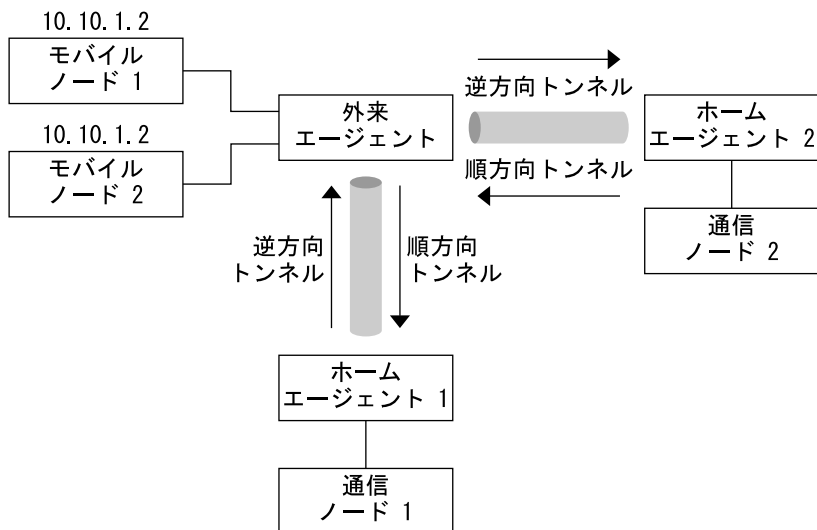 10.10.1.2
モバイル
ノード 1
10.10.1.2
モバイル
ノード 2
外来
エージェント
逆方向トンネル
順方向トンネル
ホーム
エージェント 2
通信
ノード 2
逆方向
トンネル
順方向
トンネル
ホーム
エージェント 1
通信
ノード 1